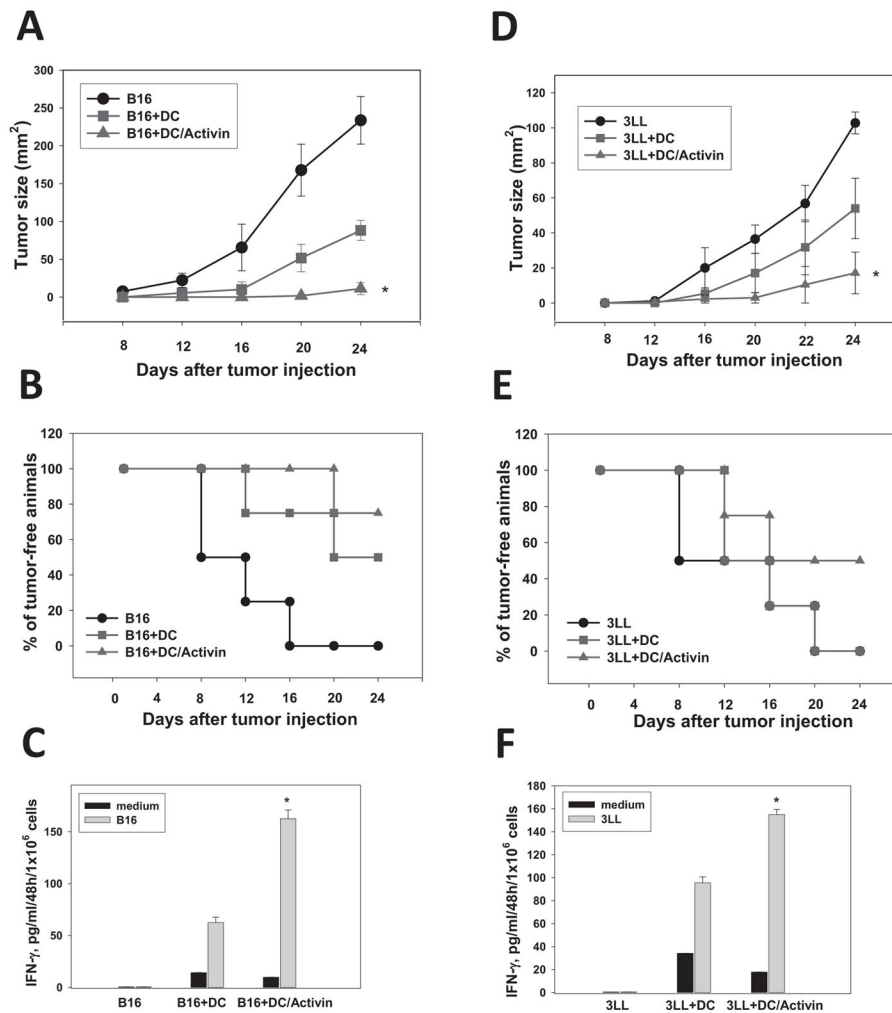 A
Tumor size (mm²)
300
250
200
150
100
50
0
B16
B16+DC
B16+DC/Activin
*
8 12 16 20 24
Days after tumor injection
B
% of tumor-free animals
120
100
80
60
40
20
0
B16
B16+DC
B16+DC/Activin
0 4 8 12 16 20 24
Days after tumor injection
C
IFN-γ, pg/ml/48h/1x10⁶ cells
150
100
50
0
medium
B16
*
B16 B16+DC B16+DC/Activin
D
Tumor size (mm²)
120
100
80
60
40
20
0
3LL
3LL+DC
3LL+DC/Activin
*
8 12 16 20 22 24
Days after tumor injection
E
% of tumor-free animals
120
100
80
60
40
20
0
3LL
3LL+DC
3LL+DC/Activin
0 4 8 12 16 20 24
Days after tumor injection
F
IFN-γ, pg/ml/48h/1x10⁶ cells
180
160
140
120
100
80
60
40
20
0
medium
3LL
*
3LL 3LL+DC 3LL+DC/Activin